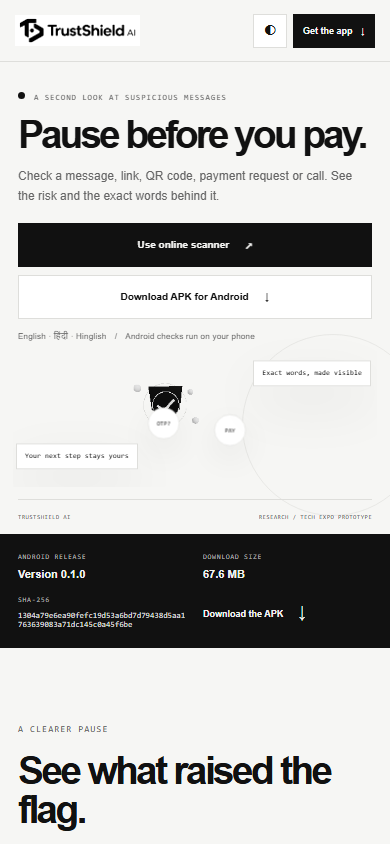 TrustShield AI
Get the app ↓
A SECOND LOOK AT SUSPICIOUS MESSAGES
Pause before you pay.
Check a message, link, QR code, payment request or call. See
the risk and the exact words behind it.
Use online scanner ↗
Download APK for Android ↓
English · हिंदी · Hinglish / Android checks run on your phone
Exact words, made visible
OTP?
PAY
Your next step stays yours
TRUSTSHIELD AI
RESEARCH / TECH EXPO PROTOTYPE
ANDROID RELEASE
Version 0.1.0
DOWNLOAD SIZE
67.6 MB
SHA-256
1304a79e6ea90fefc19d53a6bd7d79438d5aa1
763639083a71dc145c0a45f6be
Download the APK ↓
A CLEARER PAUSE
See what raised the
flag.